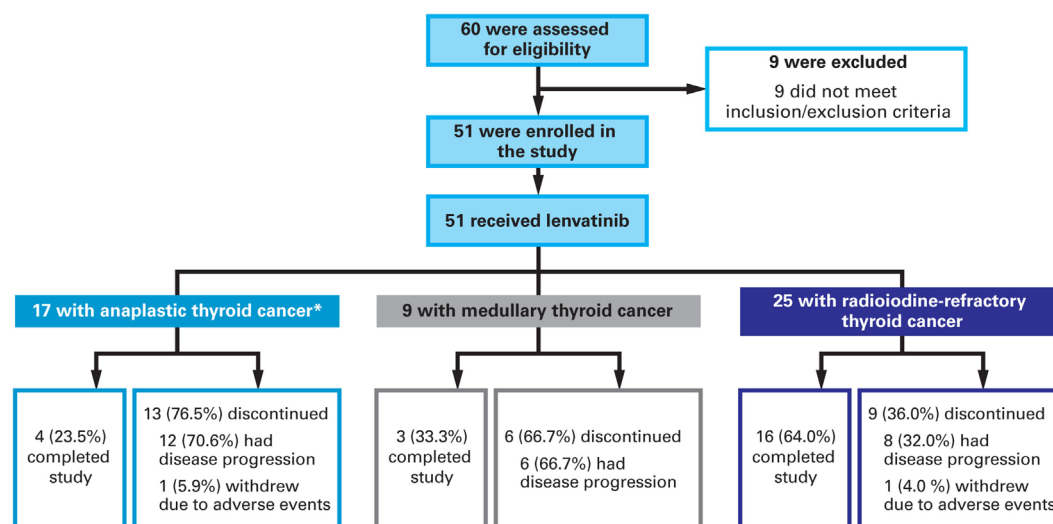 60 were assessed
for eligibility
9 were excluded
9 did not meet
inclusion/exclusion criteria
51 were enrolled in
the study
51 received lenvatinib
17 with anaplastic thyroid cancer*
9 with medullary thyroid cancer
25 with radioiodine-refractory
thyroid cancer
4 (23.5%)
completed
study
13 (76.5%) discontinued
12 (70.6%) had
disease progression
1 (5.9%) withdrew
due to adverse events
3 (33.3%)
completed
study
6 (66.7%) discontinued
6 (66.7%) had
disease progression
16 (64.0%)
completed
study
9 (36.0%) discontinued
8 (32.0%) had
disease progression
1 (4.0 %) withdrew
due to adverse events